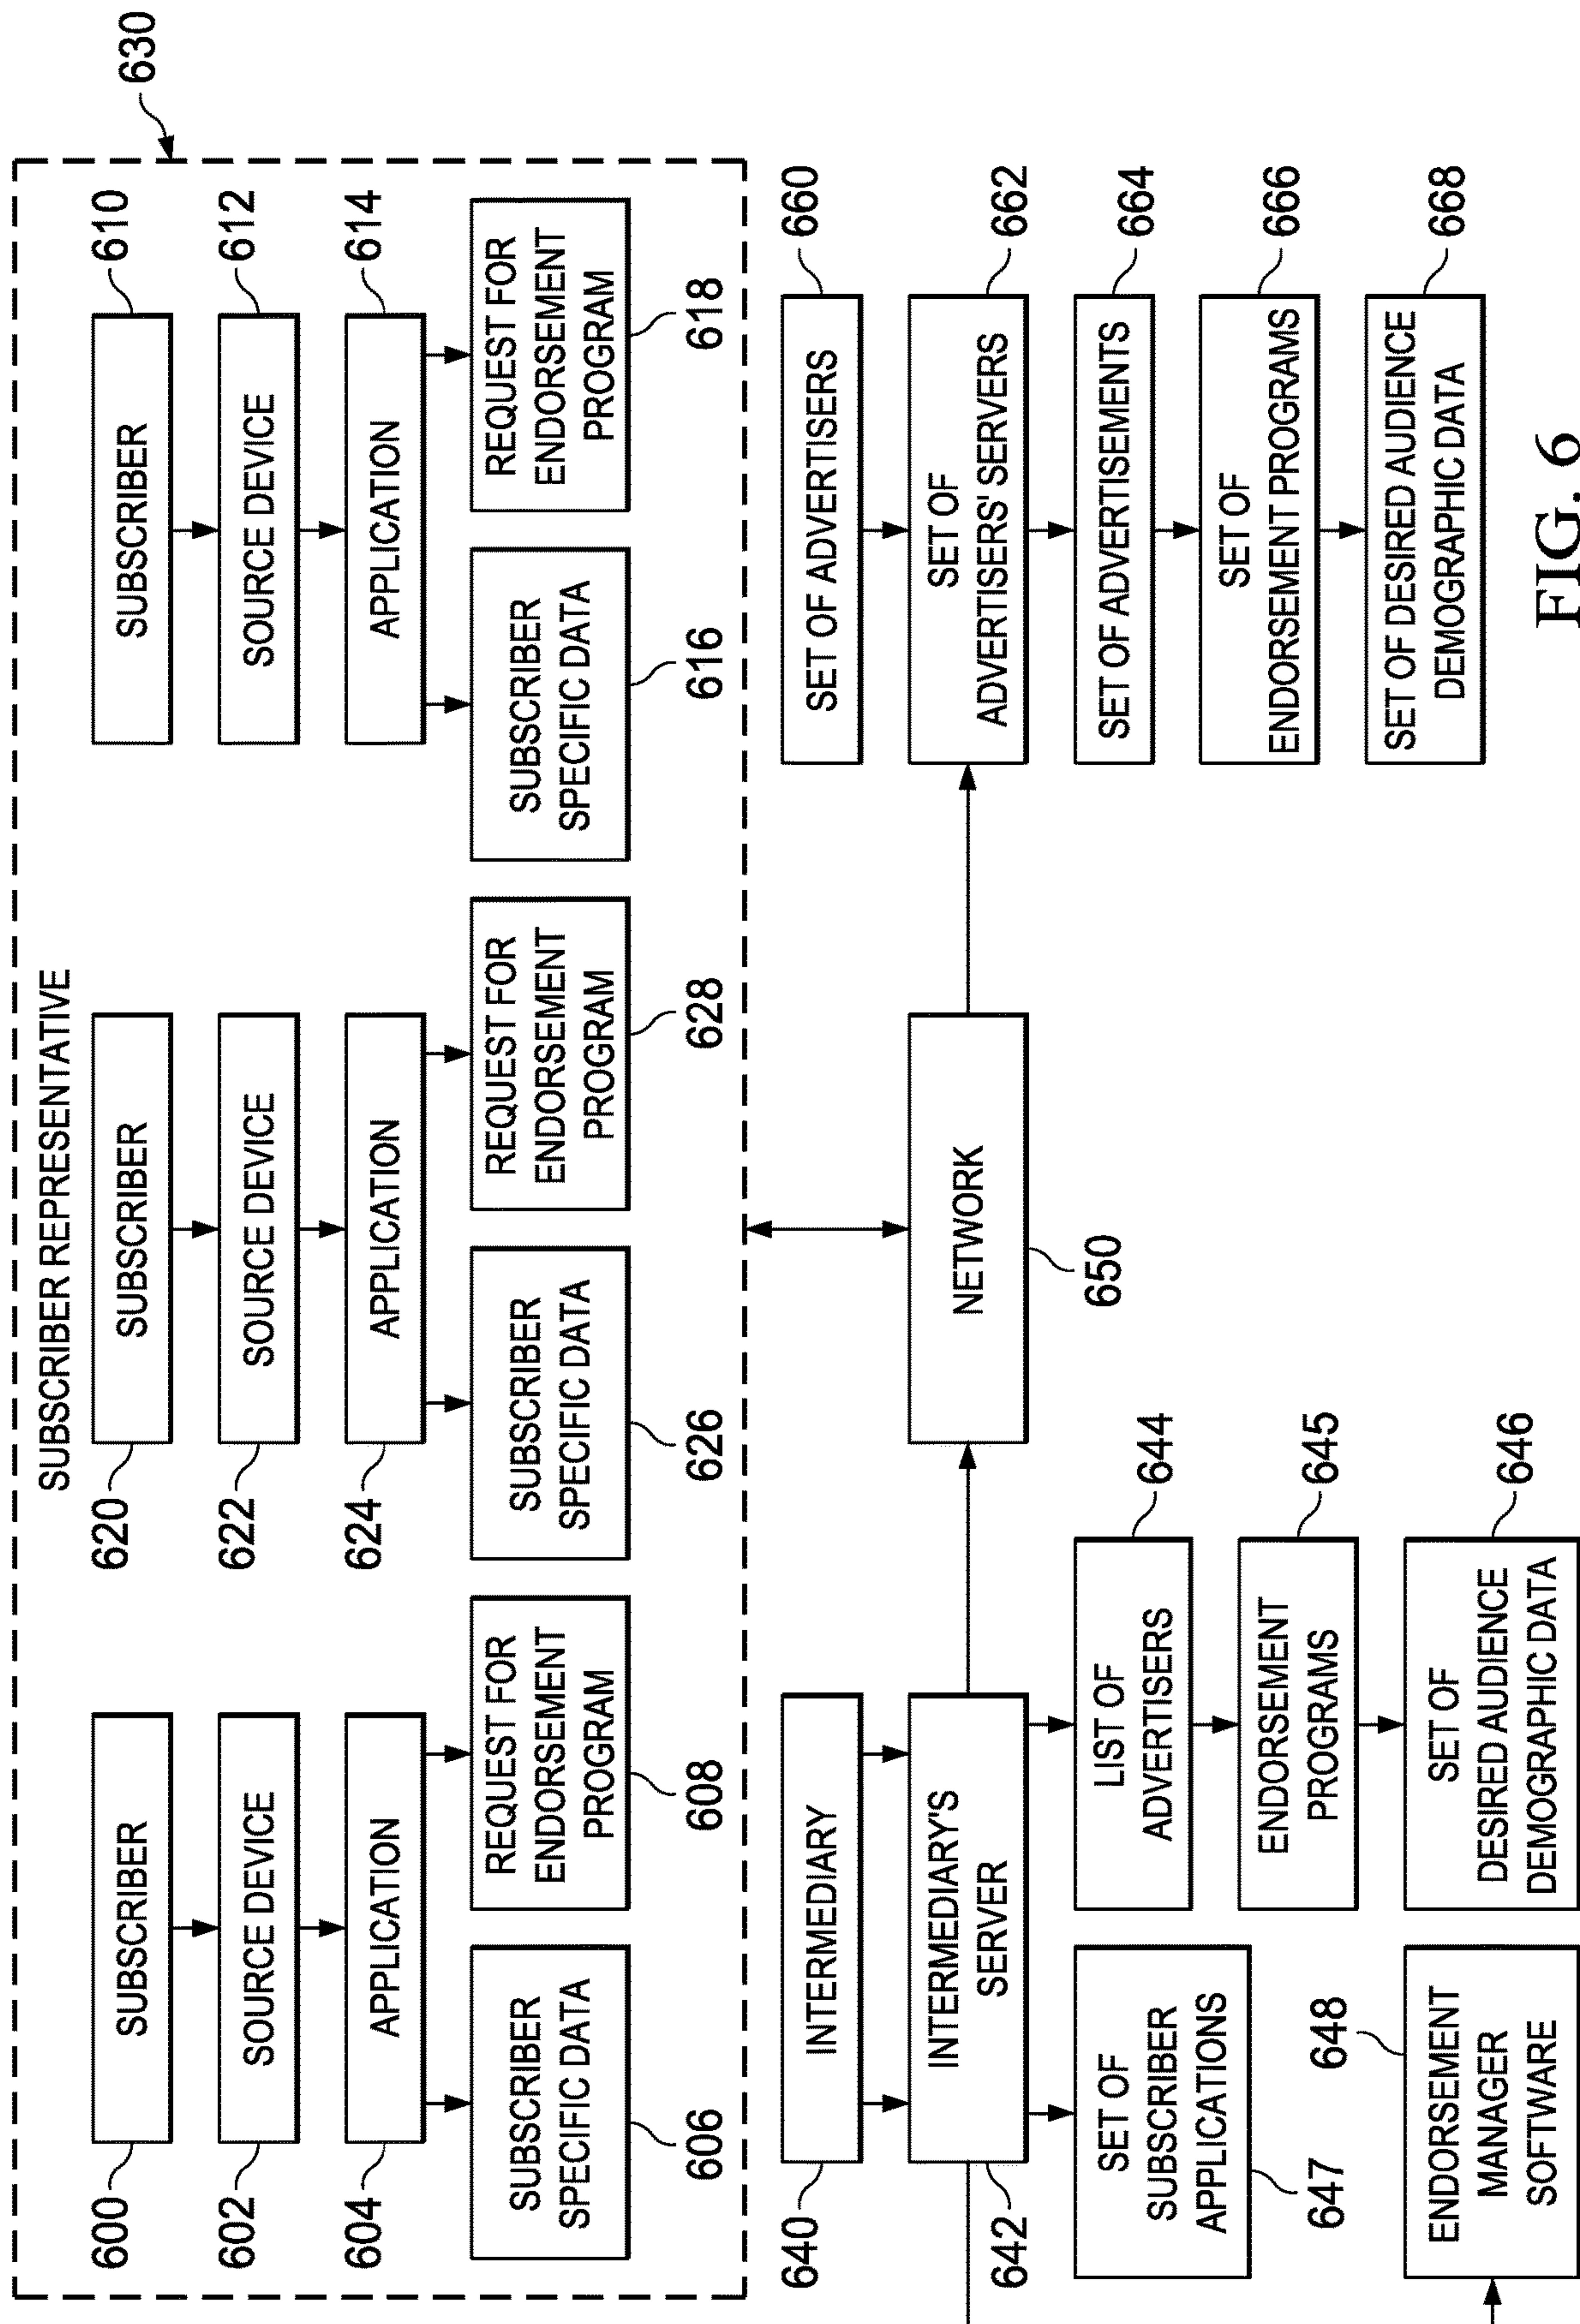 SUBSCRIBER REPRESENTATIVE
630
600
SUBSCRIBER
602
SOURCE DEVICE
604
APPLICATION
SUBSCRIBER
SPECIFIC DATA
606
REQUEST FOR
ENDORSEMENT
PROGRAM
608
620
SUBSCRIBER
622
SOURCE DEVICE
624
APPLICATION
SUBSCRIBER
SPECIFIC DATA
626
REQUEST FOR
ENDORSEMENT
PROGRAM
628
SUBSCRIBER
610
SOURCE DEVICE
612
APPLICATION
614
SUBSCRIBER
SPECIFIC DATA
616
REQUEST FOR
ENDORSEMENT
PROGRAM
618
640
INTERMEDIARY
642
INTERMEDIARY'S
SERVER
SET OF
SUBSCRIBER
APPLICATIONS
647
648
ENDORSEMENT
MANAGER
SOFTWARE
LIST OF
ADVERTISERS
644
ENDORSEMENT
PROGRAMS
645
SET OF
DESIRED AUDIENCE
DEMOGRAPHIC DATA
646
NETWORK
650
SET OF ADVERTISERS
660
SET OF
ADVERTISERS' SERVERS
662
SET OF ADVERTISEMENTS
664
SET OF
ENDORSEMENT PROGRAMS
666
SET OF DESIRED AUDIENCE
DEMOGRAPHIC DATA
668
FIG. 6